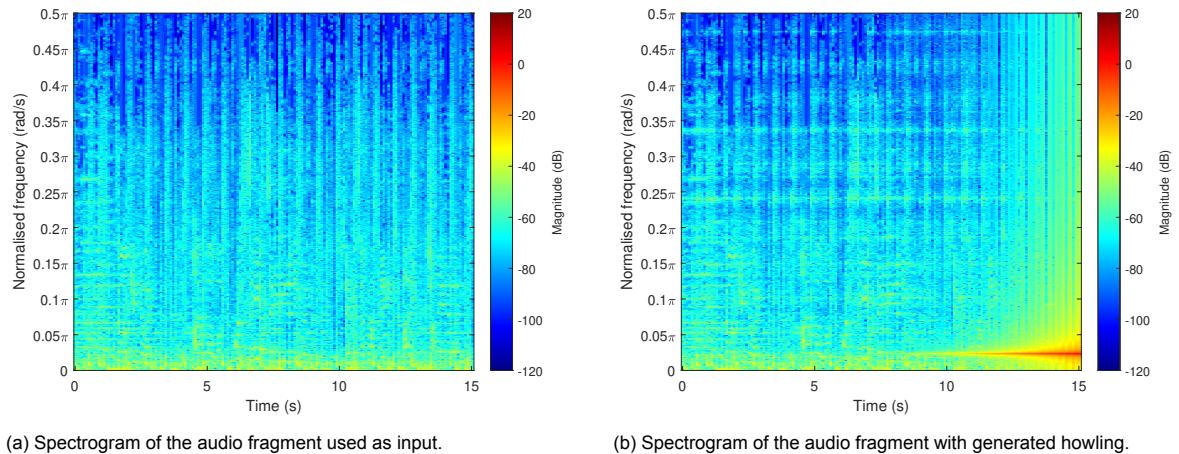 0.5π
0.45π
0.4π
0.35π
0.3π
0.25π
0.2π
0.15π
0.1π
0.05π
0
Normalised frequency (rad/s)
0 5 10 15
Time (s)
20
0
-20
-40
-60
-80
-100
-120
Magnitude (dB)
(a) Spectrogram of the audio fragment used as input.
0.5π
0.45π
0.4π
0.35π
0.3π
0.25π
0.2π
0.15π
0.1π
0.05π
0
Normalised frequency (rad/s)
0 5 10 15
Time (s)
20
0
-20
-40
-60
-80
-100
-120
Magnitude (dB)
(b) Spectrogram of the audio fragment with generated howling.